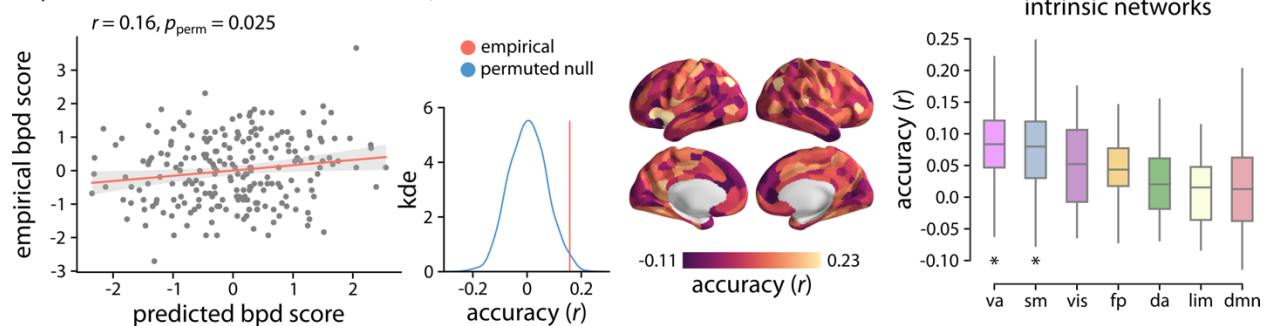 r = 0.16, pperm = 0.025
empirical bpd score
3
2
1
0
-1
-2
-3
-2 -1 0 1 2
predicted bpd score
empirical
permuted null
kde
6
4
2
0
-0.2 0 0.2
accuracy (r)
-0.11 0.23
accuracy (r)
intrinsic networks
accuracy (r)
0.25
0.20
0.15
0.10
0.05
0.0
-0.05
-0.10
* *
va sm vis fp da lim dmn